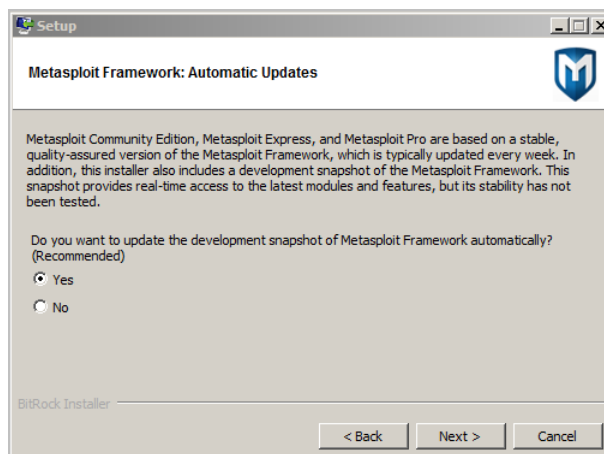 Setup
Metasploit Framework: Automatic Updates
Metasploit Community Edition, Metasploit Express, and Metasploit Pro are based on a stable,
quality-assured version of the Metasploit Framework, which is typically updated every week. In
addition, this installer also includes a development snapshot of the Metasploit Framework. This
snapshot provides real-time access to the latest modules and features, but its stability has not
been tested.
Do you want to update the development snapshot of Metasploit Framework automatically?
(Recommended)
Yes
No
BitRock Installer
< Back Next > Cancel